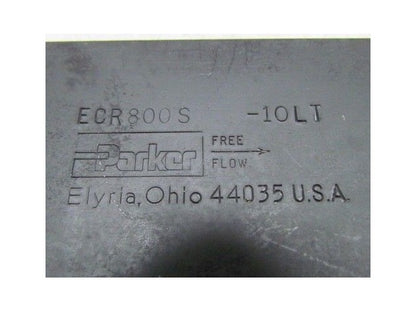 ECR800S -10LT
Parker FREE
FLOW
Elyria, Ohio 44035 U.S.A.